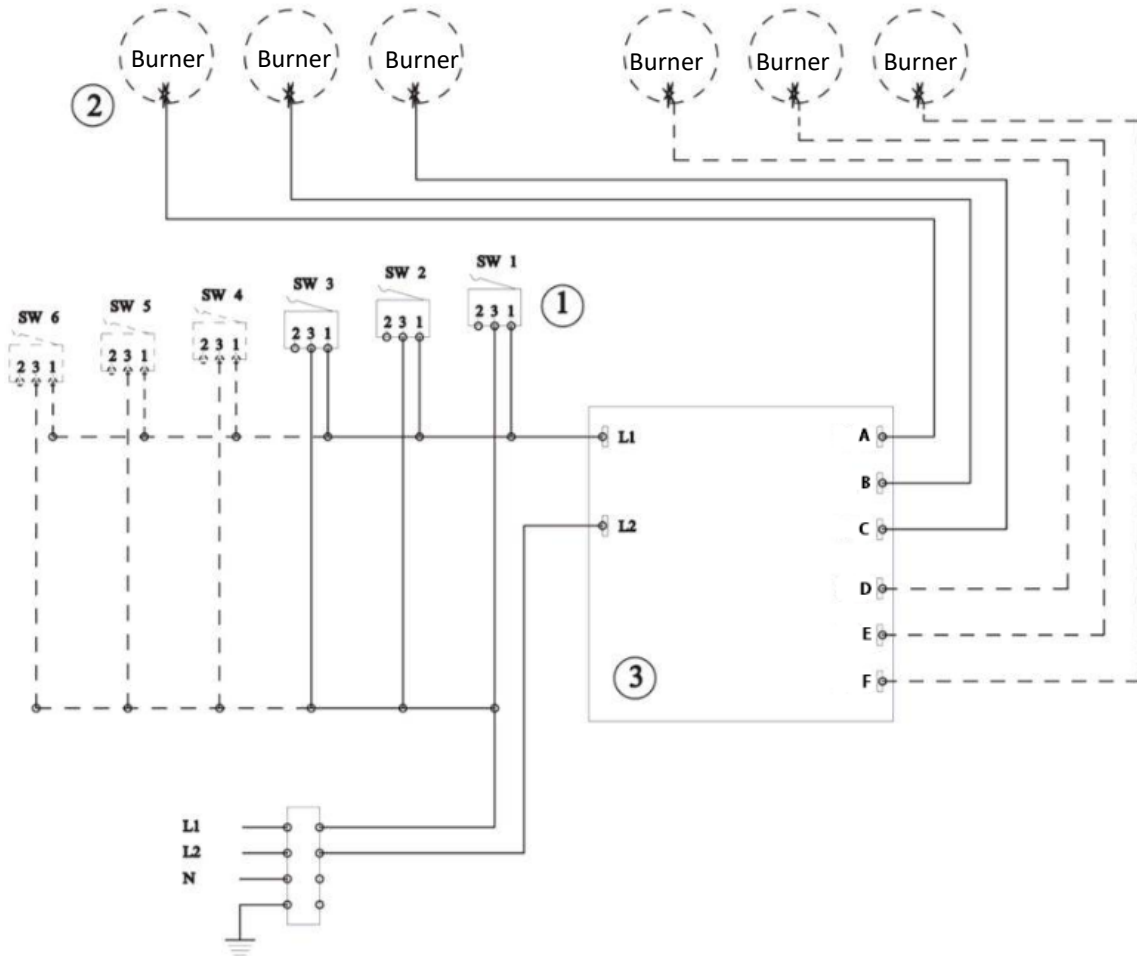 Burner Burner Burner Burner Burner Burner
2
SW 1
SW 2
SW 3
SW 4
SW 5
SW 6
1
2 3 1
2 3 1
2 3 1
2 3 1
2 3 1
2 3 1
L1
A
B
L2
C
D
E
3
F
L1
L2
N